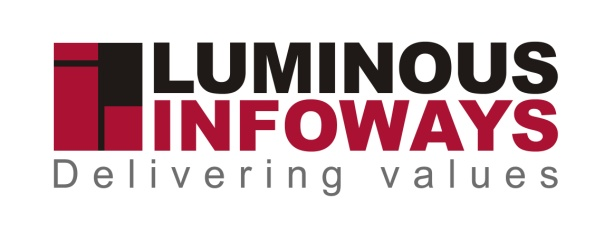 LUMINOUS
INFOWAYS
Delivering values